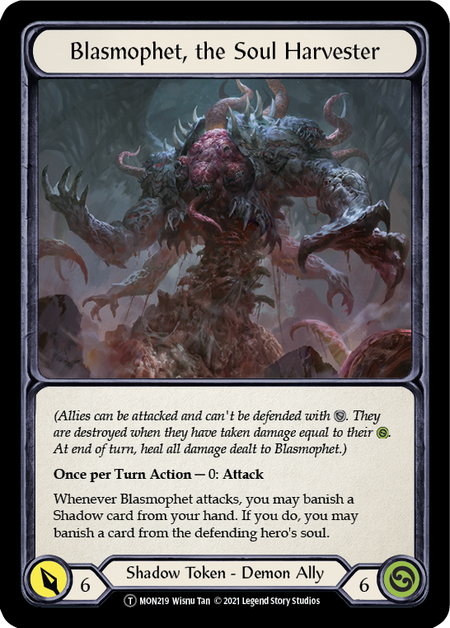 Blasmophet, the Soul Harvester
(Allies can be attacked and can't be defended with . They
are destroyed when they have taken damage equal to their .
At end of turn, heal all damage dealt to Blasmophet.)
Once per Turn Action — 0: Attack
Whenever Blasmophet attacks, you may banish a
Shadow card from your hand. If you do, you may
banish a card from the defending hero's soul.
6 Shadow Token - Demon Ally 6
T MON219 Wisnu Tan © 2021 Legend Story Studios